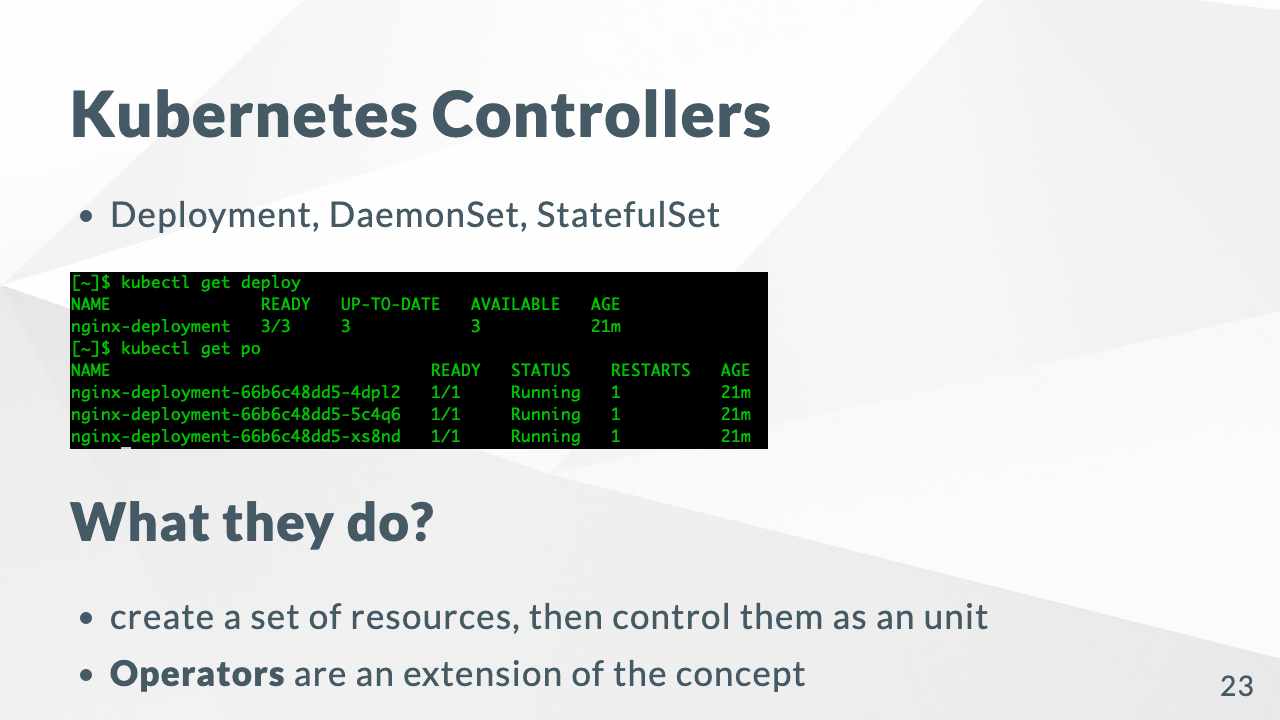 Kubernetes Controllers
• Deployment, DaemonSet, StatefulSet
[~]$ kubectl get deploy
NAME               READY   UP-TO-DATE   AVAILABLE   AGE
nginx-deployment   3/3     3            3           21m
[~]$ kubectl get po
NAME                                READY   STATUS    RESTARTS   AGE
nginx-deployment-66b6c48dd5-4dpl2   1/1     Running   1          21m
nginx-deployment-66b6c48dd5-5c4q6   1/1     Running   1          21m
nginx-deployment-66b6c48dd5-xs8nd   1/1     Running   1          21m
What they do?
• create a set of resources, then control them as an unit
• Operators are an extension of the concept
23